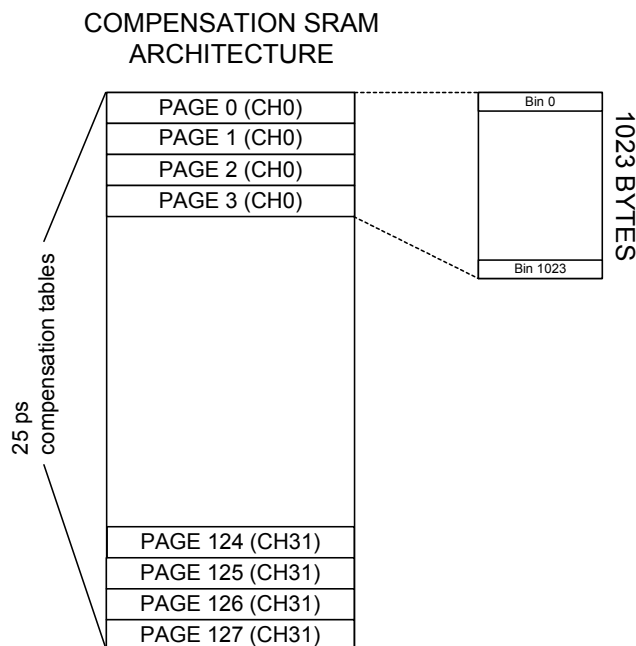 COMPENSATION SRAM
ARCHITECTURE
PAGE 0 (CH0)
PAGE 1 (CH0)
PAGE 2 (CH0)
PAGE 3 (CH0)
Bin 0
Bin 1023
1023 BYTES
25 ps
compensation tables
PAGE 124 (CH31)
PAGE 125 (CH31)
PAGE 126 (CH31)
PAGE 127 (CH31)